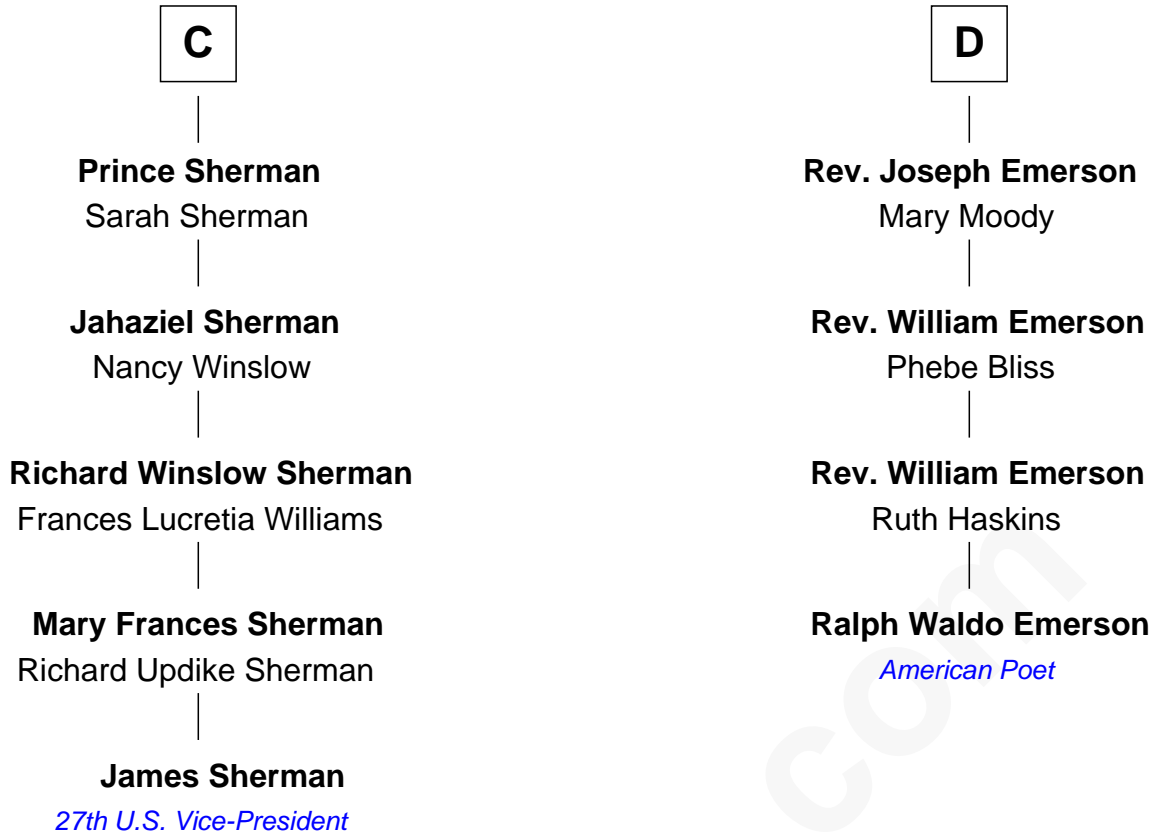 C
Prince Sherman
Sarah Sherman
Jahaziel Sherman
Nancy Winslow
Richard Winslow Sherman
Frances Lucretia Williams
Mary Frances Sherman
Richard Updike Sherman
James Sherman
27th U.S. Vice-President
D
Rev. Joseph Emerson
Mary Moody
Rev. William Emerson
Phebe Bliss
Rev. William Emerson
Ruth Haskins
Ralph Waldo Emerson
American Poet
com